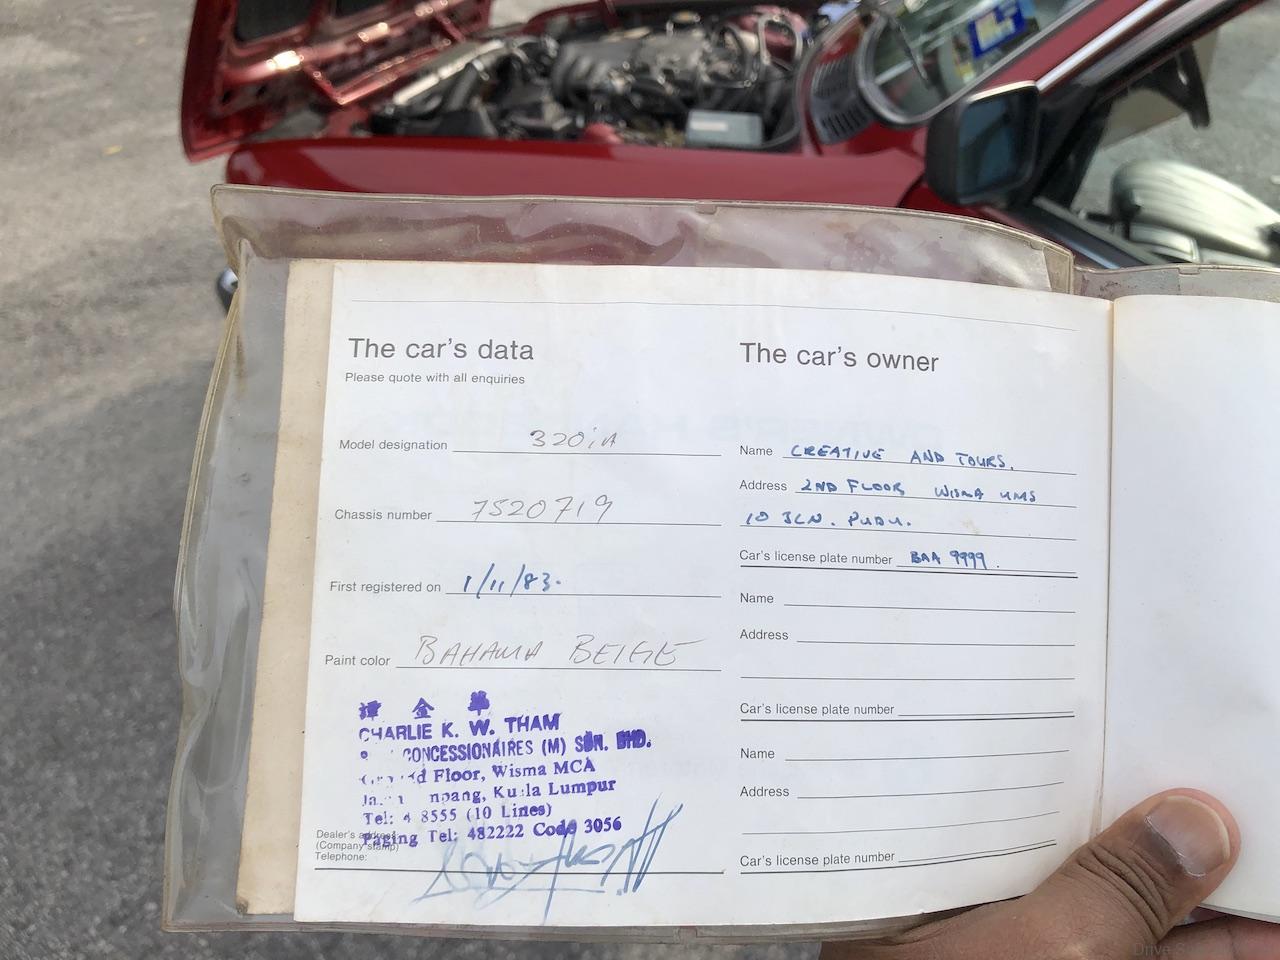 The car's data
Please quote with all enquiries
Model designation 320iA
Chassis number 7520719
First registered on 1/11/83.
Paint color BAHAMA BEIGE
譚 金 華
CHARLIE K. W. THAM
CONCESSIONAIRES (M) SDN. BHD.
Floor, Wisma MCA
Kuala Lumpur
Tel: 4 8555 (10 Lines)
Paging Tel: 482222 Code 3056
Dealer's address
(Company stamp)
Telephone:
The car's owner
Name CREATIVE AND TOURS.
Address 2ND FLOOR WISMA UMS
10 JLN. PUDU.
Car's license plate number BAA 9999.
Name
Address
Car's license plate number
Name
Address
Car's license plate number